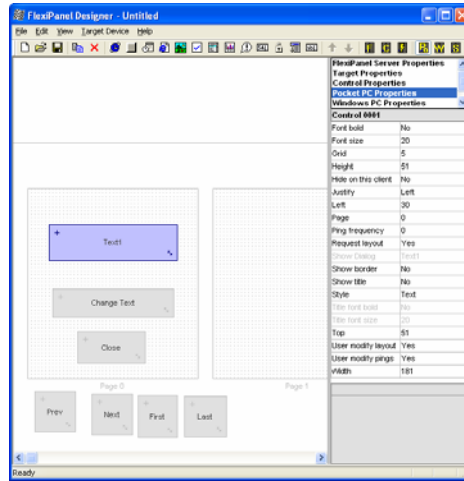 FlexiPanel Designer - Untitled
File Edit View Target Device Help
FlexiPanel Server Properties
Target Properties
Control Properties
Pocket PC Properties
Windows PC Properties
Control 0001
Font bold No
Font size 20
Grid 5
Height 51
Hide on this client No
Justify Left
Left 30
Page 0
Ping frequency 0
Request layout Yes
Show Dialog Text1
Show border No
Show title No
Style Text
Title font bold No
Title font size 20
Top 51
User modify layout Yes
User modify pings Yes
Width 181
Text1
Change Text
Close
Page 0 Page 1
Prev Next First Last
Ready